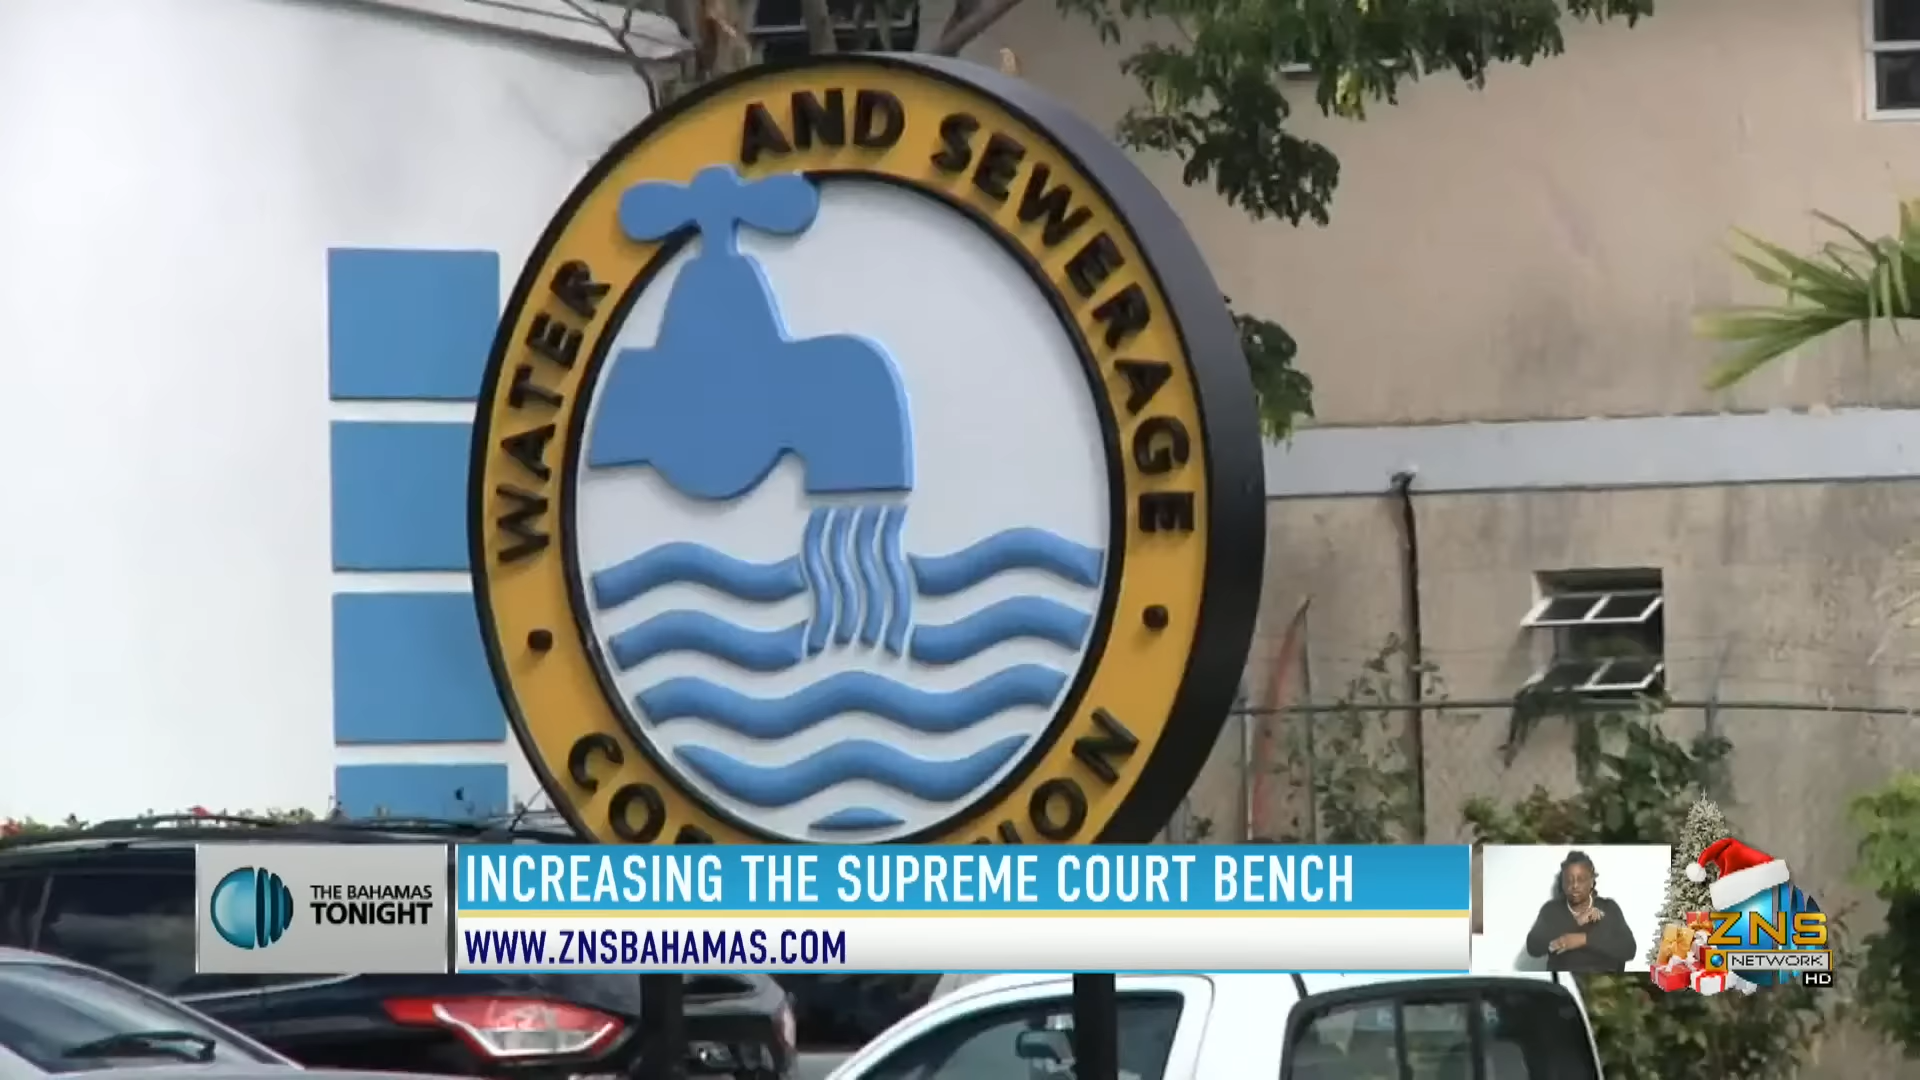 WATER AND SEWERAGE
THE BAHAMAS
TONIGHT
INCREASING THE SUPREME COURT BENCH
WWW.ZNSBAHAMAS.COM
ZNS
NETWORK
HD